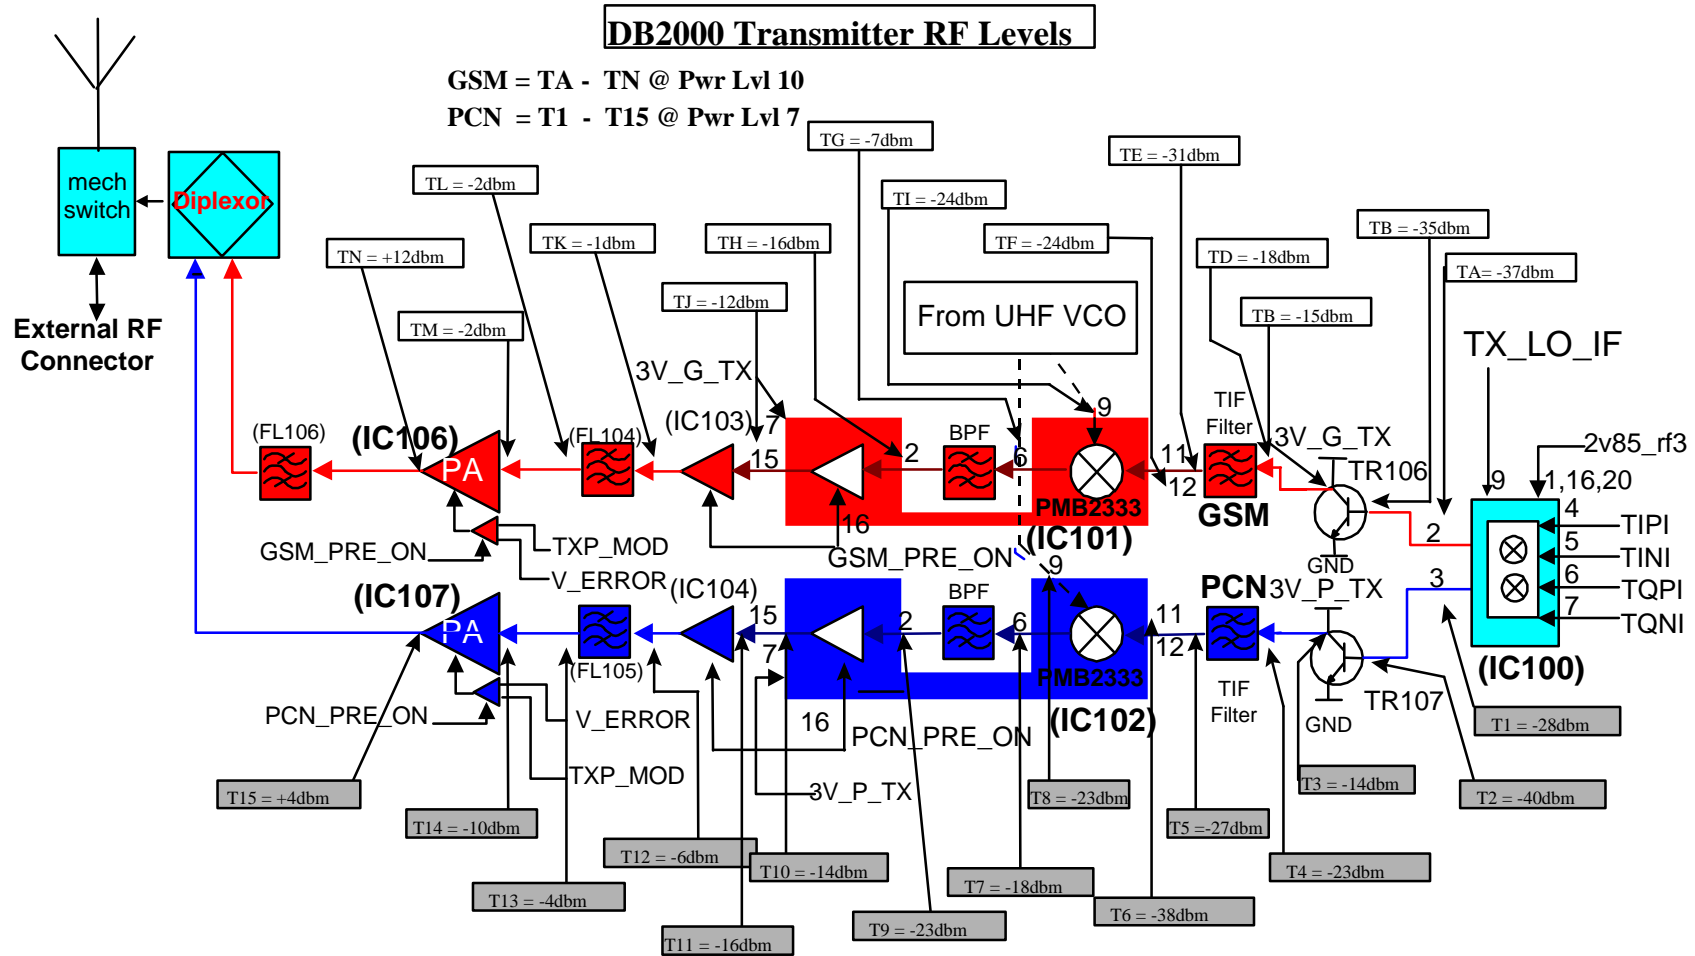 DB2000 Transmitter RF Levels
GSM = TA - TN @ Pwr Lvl 10
PCN = T1 - T15 @ Pwr Lvl 7
TG = -7dbm
TE = -31dbm
TL = -2dbm
TI = -24dbm
TB = -35dbm
TN = +12dbm
TK = -1dbm
TH = -16dbm
TF = -24dbm
TD = -18dbm
TA= -37dbm
TJ = -12dbm
TM = -2dbm
TB = -15dbm
mech
switch
Diplexor
External RF
Connector
From UHF VCO
TX_LO_IF
3V_G_TX
(FL106)
(IC106)
PA
(FL104)
(IC103)
7
15
16
2
BPF
6
9
PMB2333
(IC101)
11
12
TIF
Filter
GSM
3V_G_TX
TR106
GND
2v85_rf3
9
1,16,20
4
TIPI
5
TINI
6
TQPI
7
TQNI
2
3
(IC100)
GSM_PRE_ON
TXP_MOD
V_ERROR
GSM_PRE_ON
(IC107)
PA
(FL105)
(IC104)
15
7
16
2
BPF
6
9
PMB2333
(IC102)
11
12
PCN
TIF
Filter
3V_P_TX
TR107
GND
PCN_PRE_ON
V_ERROR
TXP_MOD
PCN_PRE_ON
3V_P_TX
T1 = -28dbm
T15 = +4dbm
T8 = -23dbm
T3 = -14dbm
T2 = -40dbm
T14 = -10dbm
T5 = -27dbm
T12 = -6dbm
T10 = -14dbm
T7 = -18dbm
T4 = -23dbm
T13 = -4dbm
T9 = -23dbm
T6 = -38dbm
T11 = -16dbm